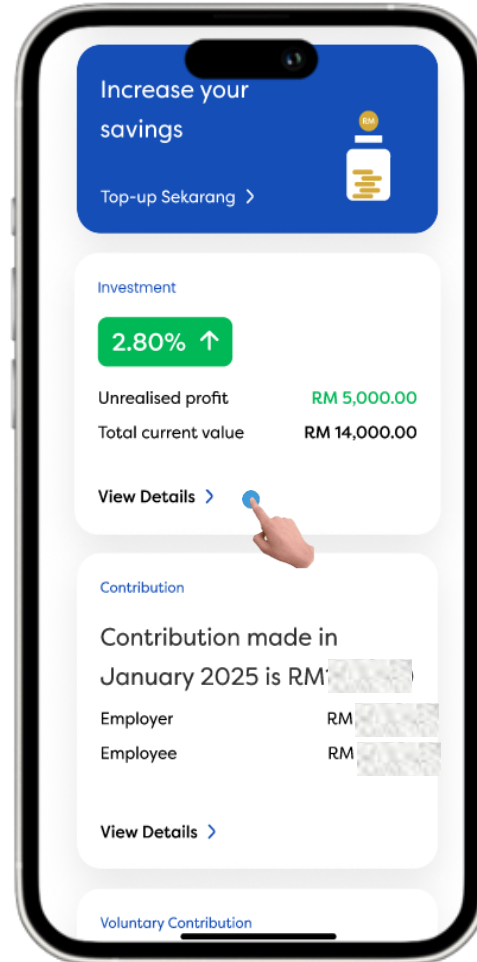 Increase your
savings
RM
Top-up Sekarang >
Investment
2.80% ↑
Unrealised profit RM 5,000.00
Total current value RM 14,000.00
View Details >
Contribution
Contribution made in
January 2025 is RM
Employer RM
Employee RM
View Details >
Voluntary Contribution